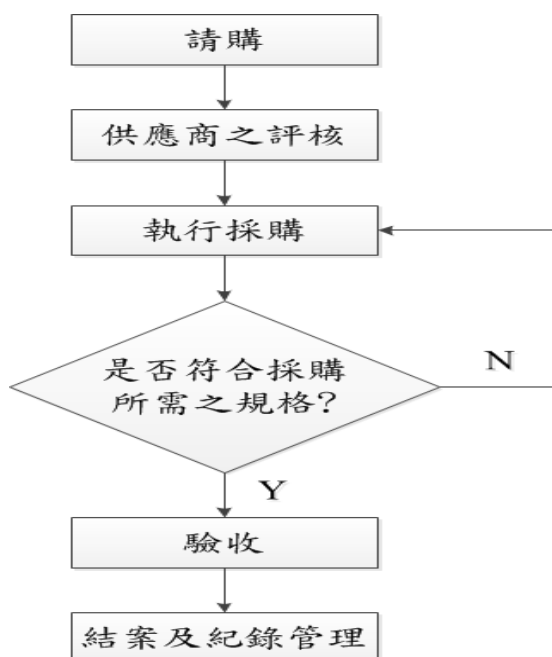 請購
供應商之評核
執行採購
是否符合採購
所需之規格?
N
Y
驗收
結案及紀錄管理